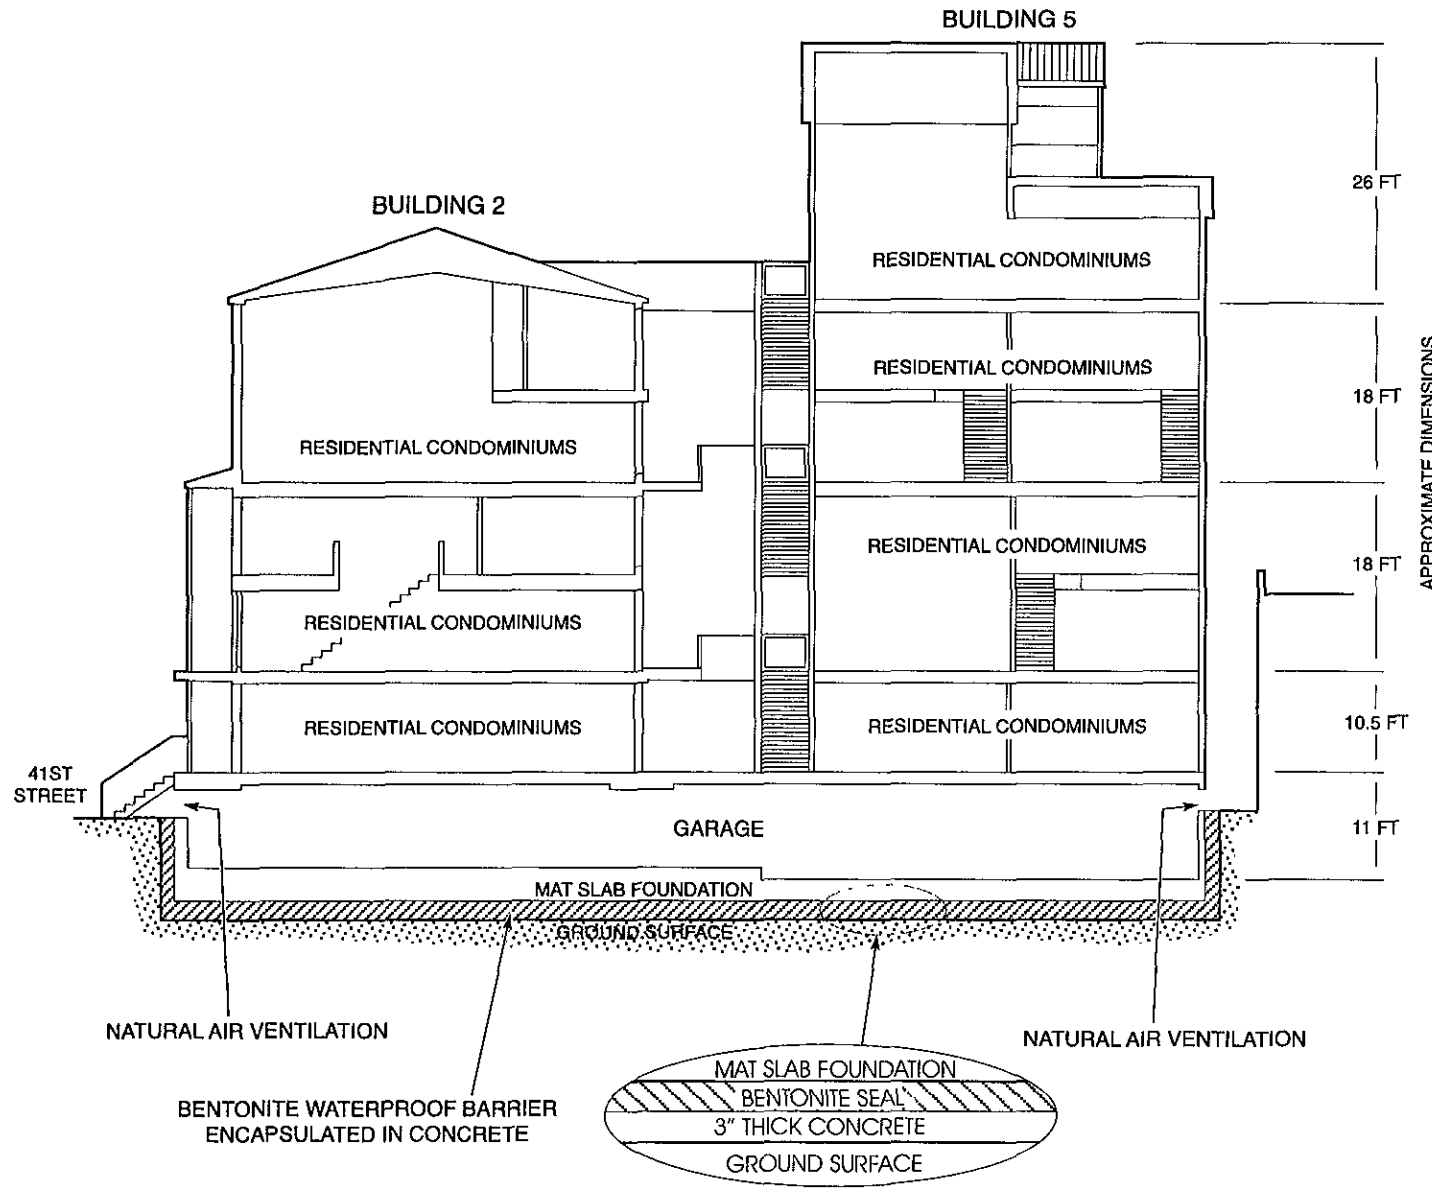 BUILDING 5
26 FT
BUILDING 2
RESIDENTIAL CONDOMINIUMS
RESIDENTIAL CONDOMINIUMS
18 FT
APPROXIMATE DIMENSIONS
RESIDENTIAL CONDOMINIUMS
RESIDENTIAL CONDOMINIUMS
18 FT
RESIDENTIAL CONDOMINIUMS
RESIDENTIAL CONDOMINIUMS
RESIDENTIAL CONDOMINIUMS
10.5 FT
41ST
STREET
GARAGE
11 FT
MAT SLAB FOUNDATION
GROUND SURFACE
NATURAL AIR VENTILATION
NATURAL AIR VENTILATION
BENTONITE WATERPROOF BARRIER
ENCAPSULATED IN CONCRETE
MAT SLAB FOUNDATION
BENTONITE SEAL
3" THICK CONCRETE
GROUND SURFACE